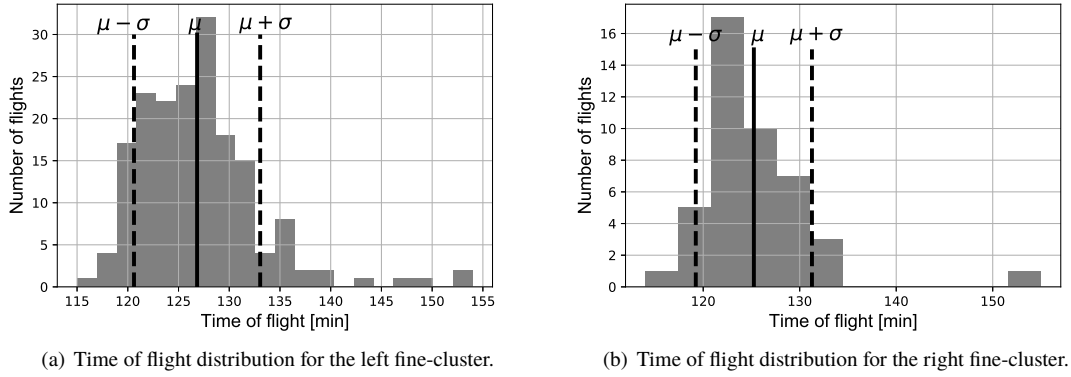 μ − σ μ μ + σ
30
25
20
15
10
5
0
Number of flights
115 120 125 130 135 140 145 150 155
Time of flight [min]
(a) Time of flight distribution for the left fine-cluster.
μ − σ μ μ + σ
16
14
12
10
8
6
4
2
0
Number of flights
120 130 140 150
Time of flight [min]
(b) Time of flight distribution for the right fine-cluster.